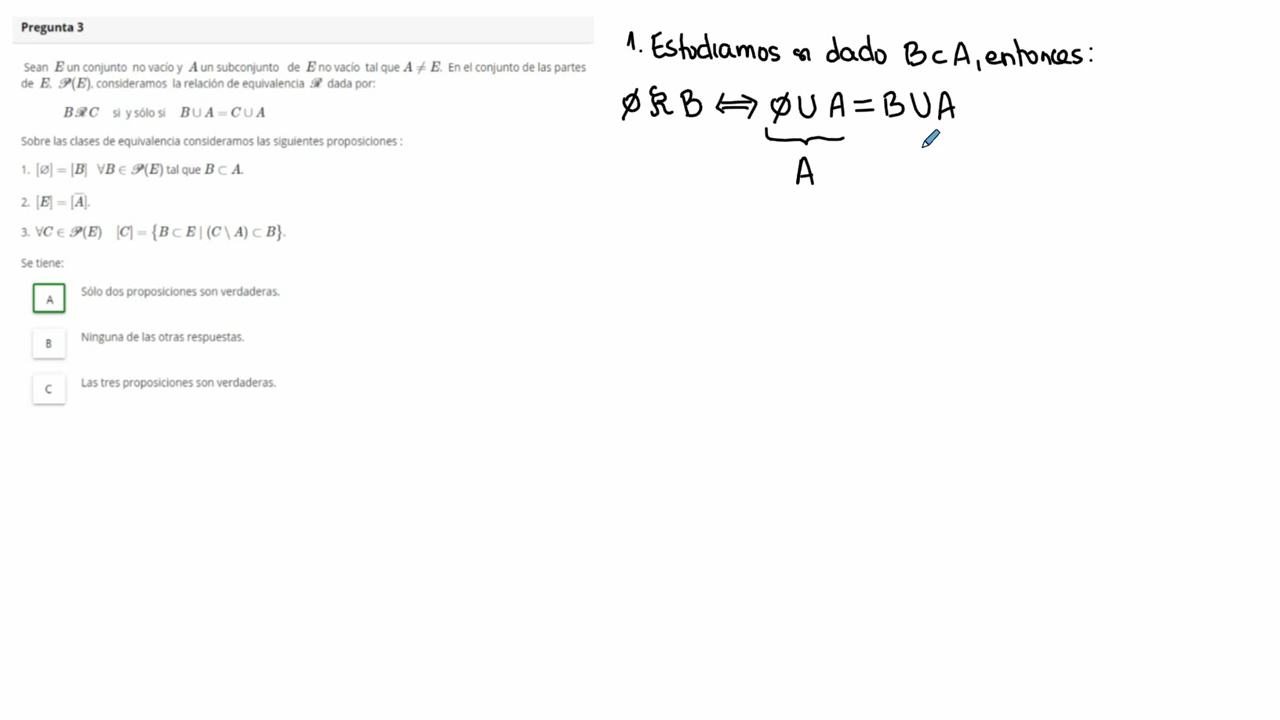 Pregunta 3
Sean E un conjunto no vacío y A un subconjunto de E no vacío tal que A ≠ E. En el conjunto de las partes
de E, 𝒫(E), consideramos la relación de equivalencia ℛ dada por:
BℛC si y sólo si B ∪ A = C ∪ A
Sobre las clases de equivalencia consideramos las siguientes proposiciones :
1. [∅] = [B] ∀B ∈ 𝒫(E) tal que B ⊂ A.
2. [E] = [A̅].
3. ∀C ∈ 𝒫(E) [C] = {B ⊂ E | (C \ A) ⊂ B}.
Se tiene:
A Sólo dos proposiciones son verdaderas.
B Ninguna de las otras respuestas.
C Las tres proposiciones son verdaderas.
1. Estudiamos si dado B⊂A, entonces:
∅ ℛ B ⟺ ∅ ∪ A = B ∪ A
A